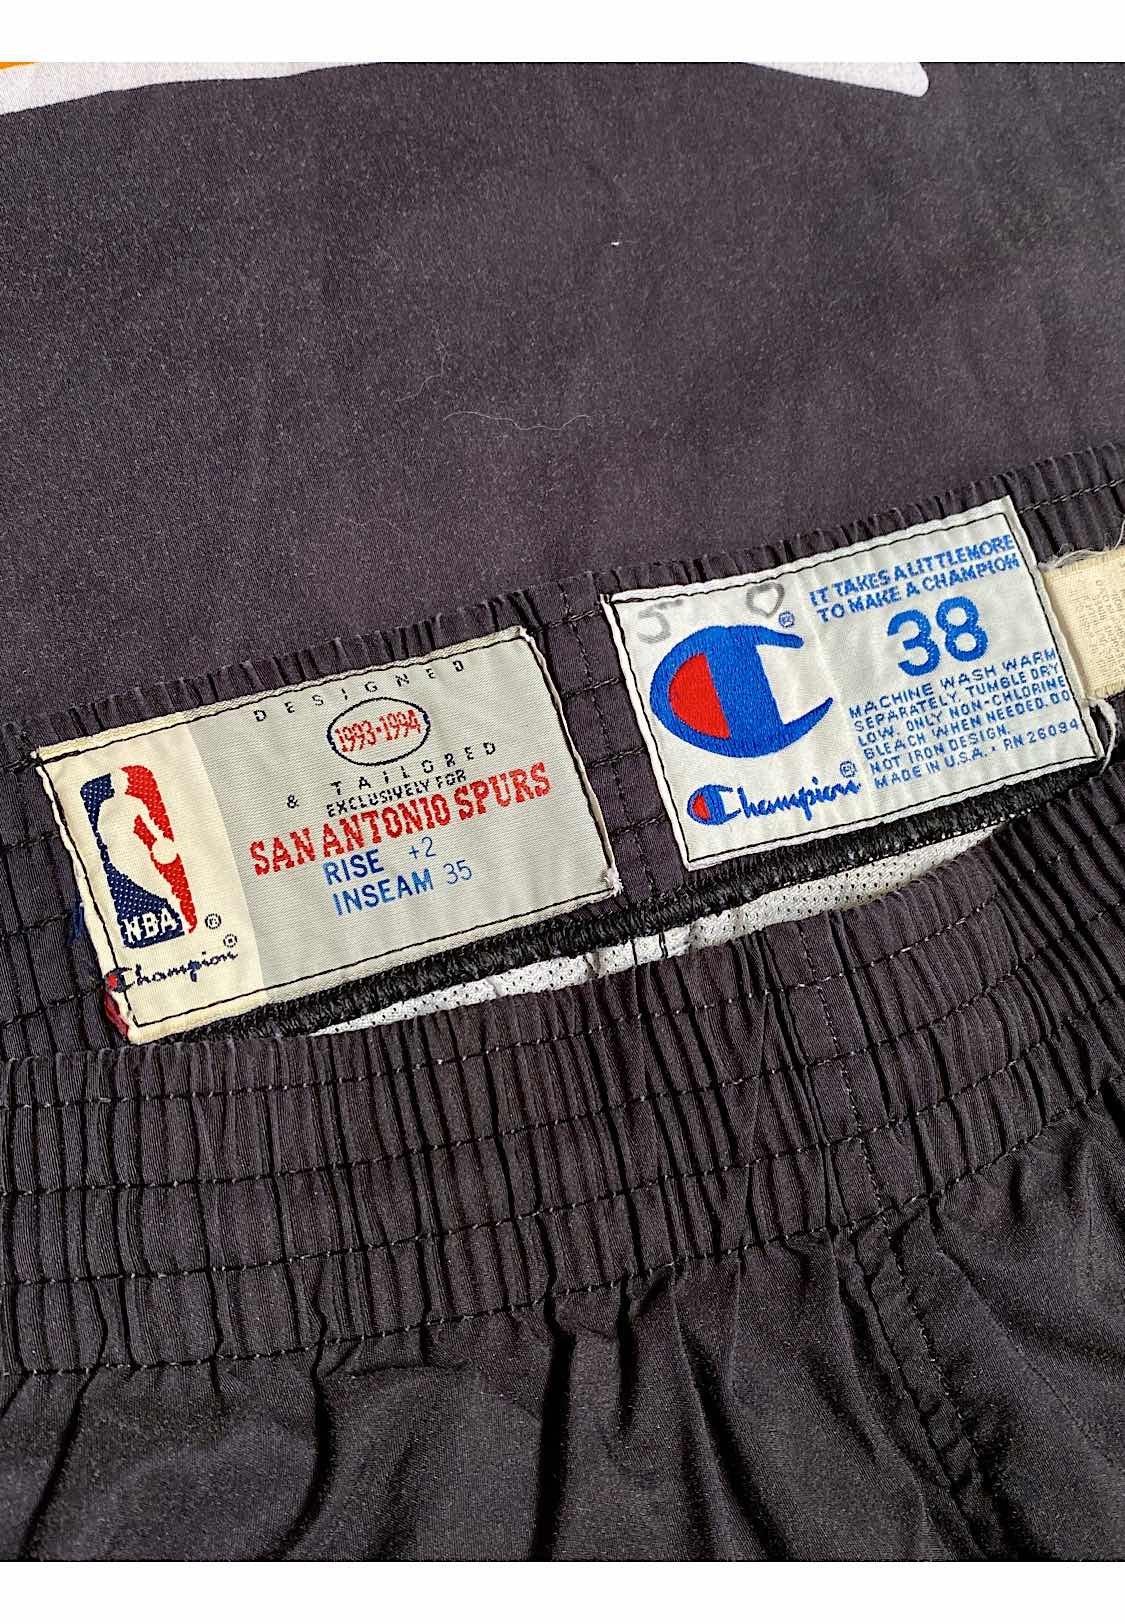 DESIGNED
1993-1994
& TAILORED
EXCLUSIVELY FOR
SAN ANTONIO SPURS
RISE +2
INSEAM 35
NBA ®
Champion ®
50
IT TAKES A LITTLE MORE
TO MAKE A CHAMPION
®
38
MACHINE WASH WARM
SEPARATELY, TUMBLE DRY
LOW. ONLY NON-CHLORINE
BLEACH WHEN NEEDED. DO
NOT IRON DESIGN.
MADE IN U.S.A. • RN 26094
Champion ®